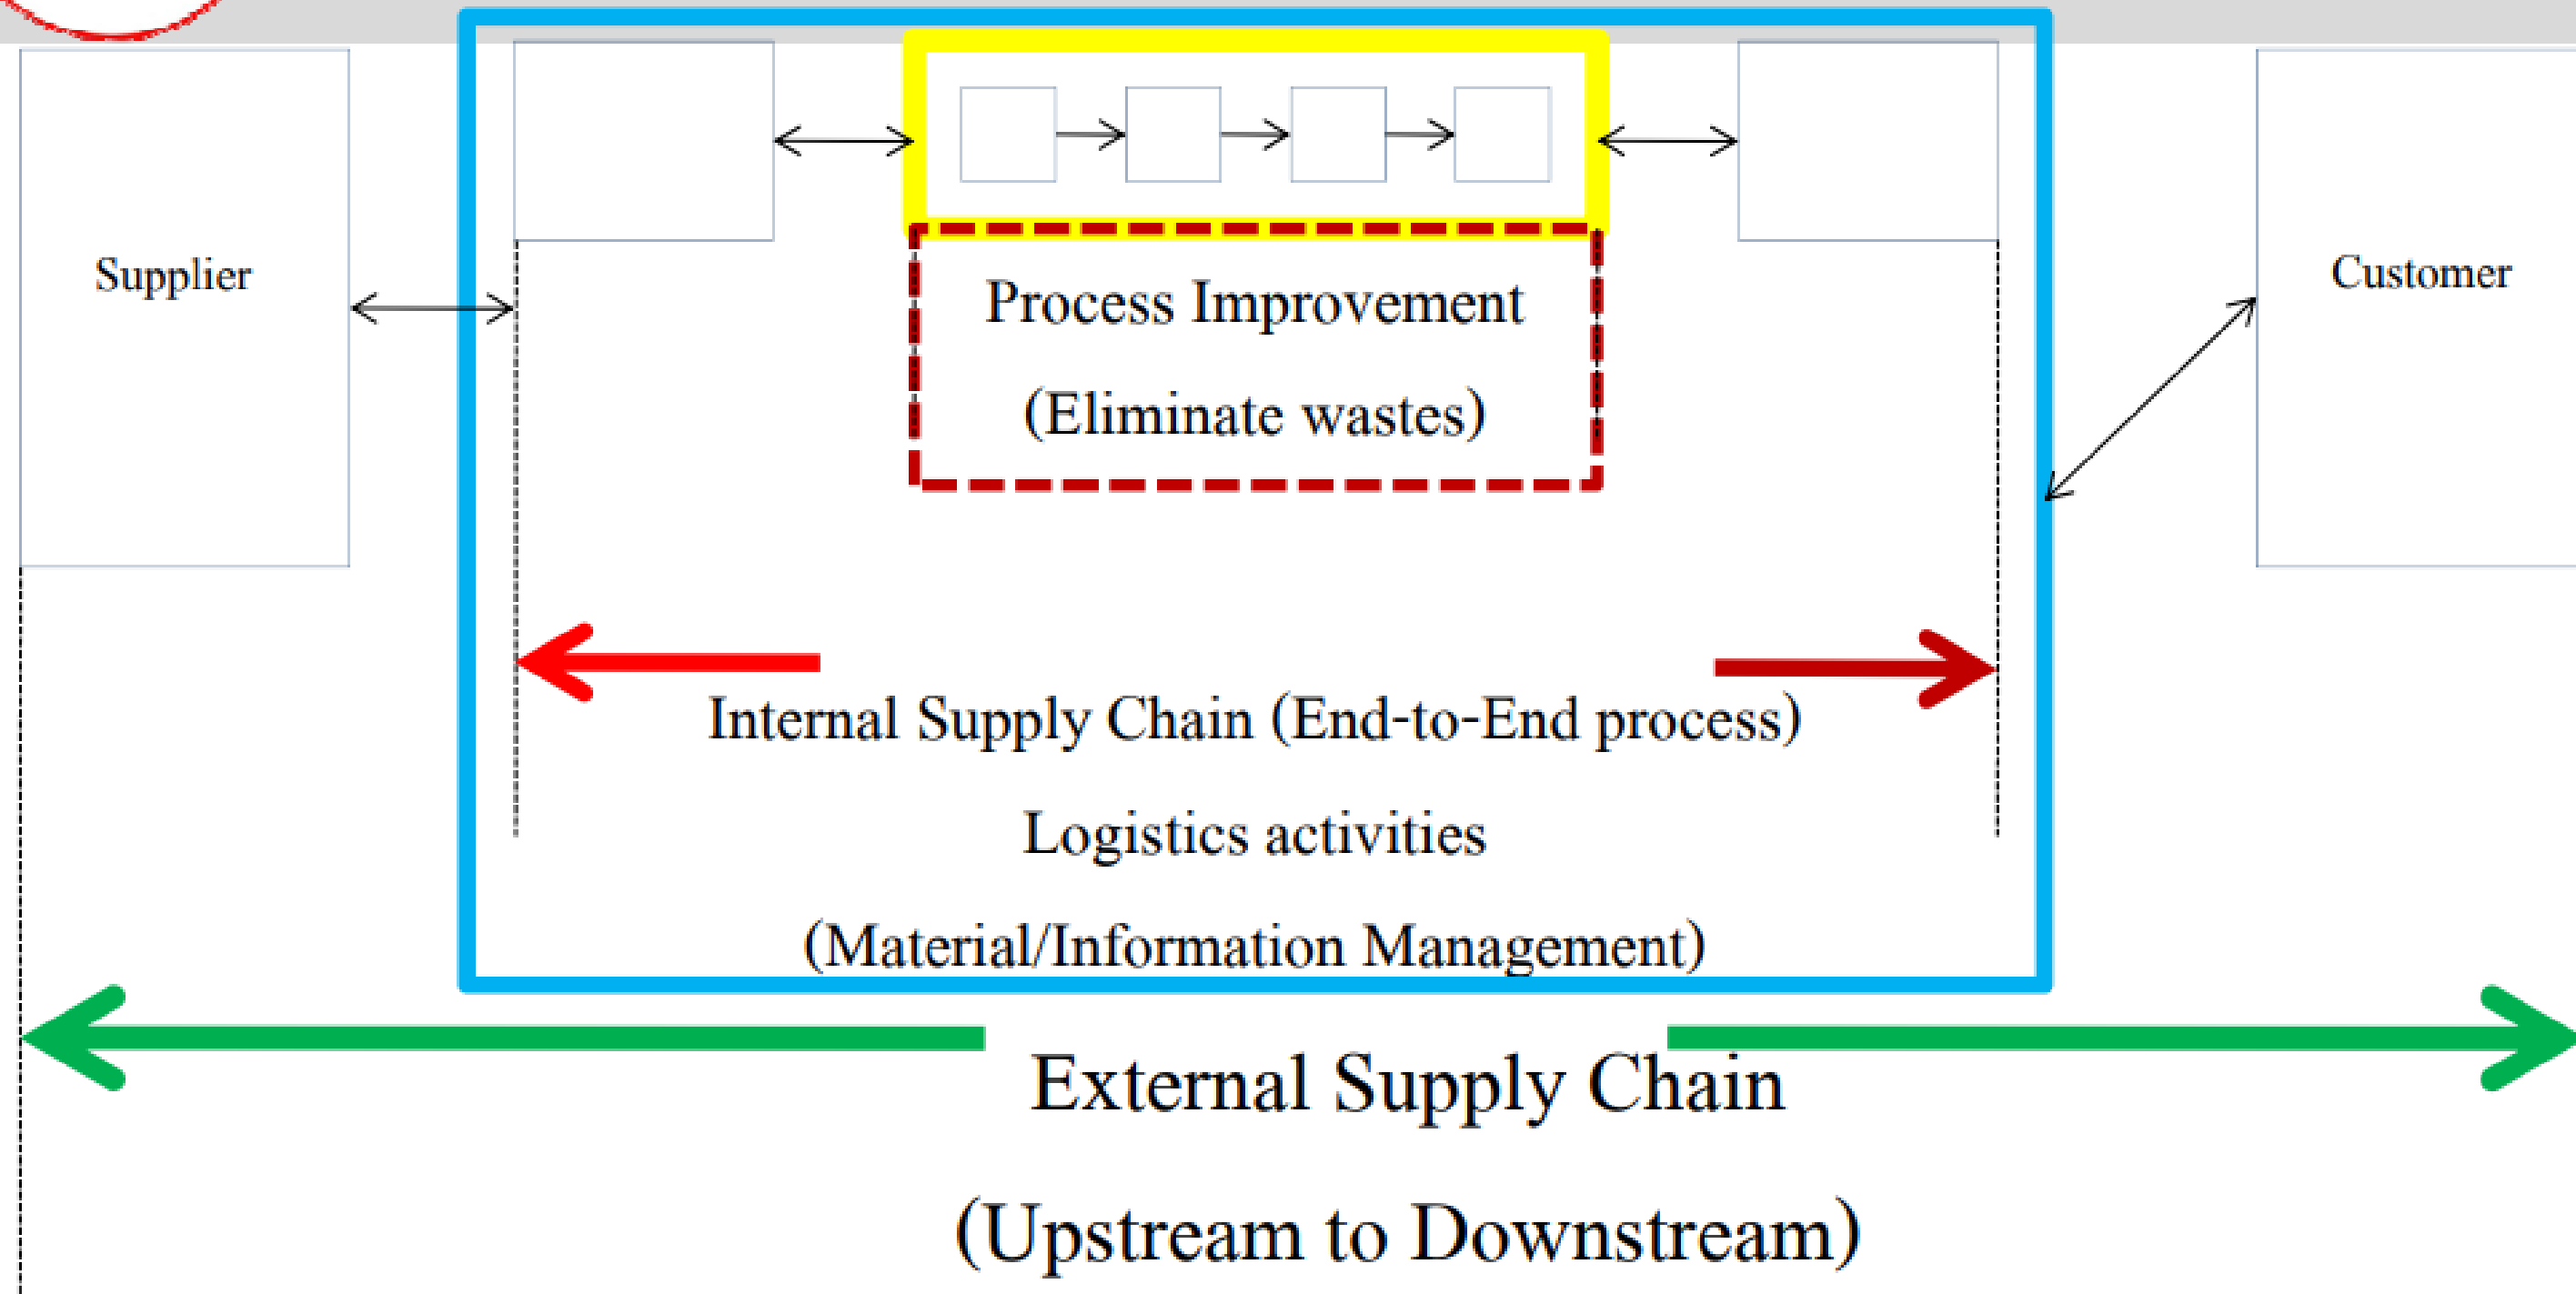 Supplier
Customer
Process Improvement
(Eliminate wastes)
Internal Supply Chain (End-to-End process)
Logistics activities
(Material/Information Management)
External Supply Chain
(Upstream to Downstream)